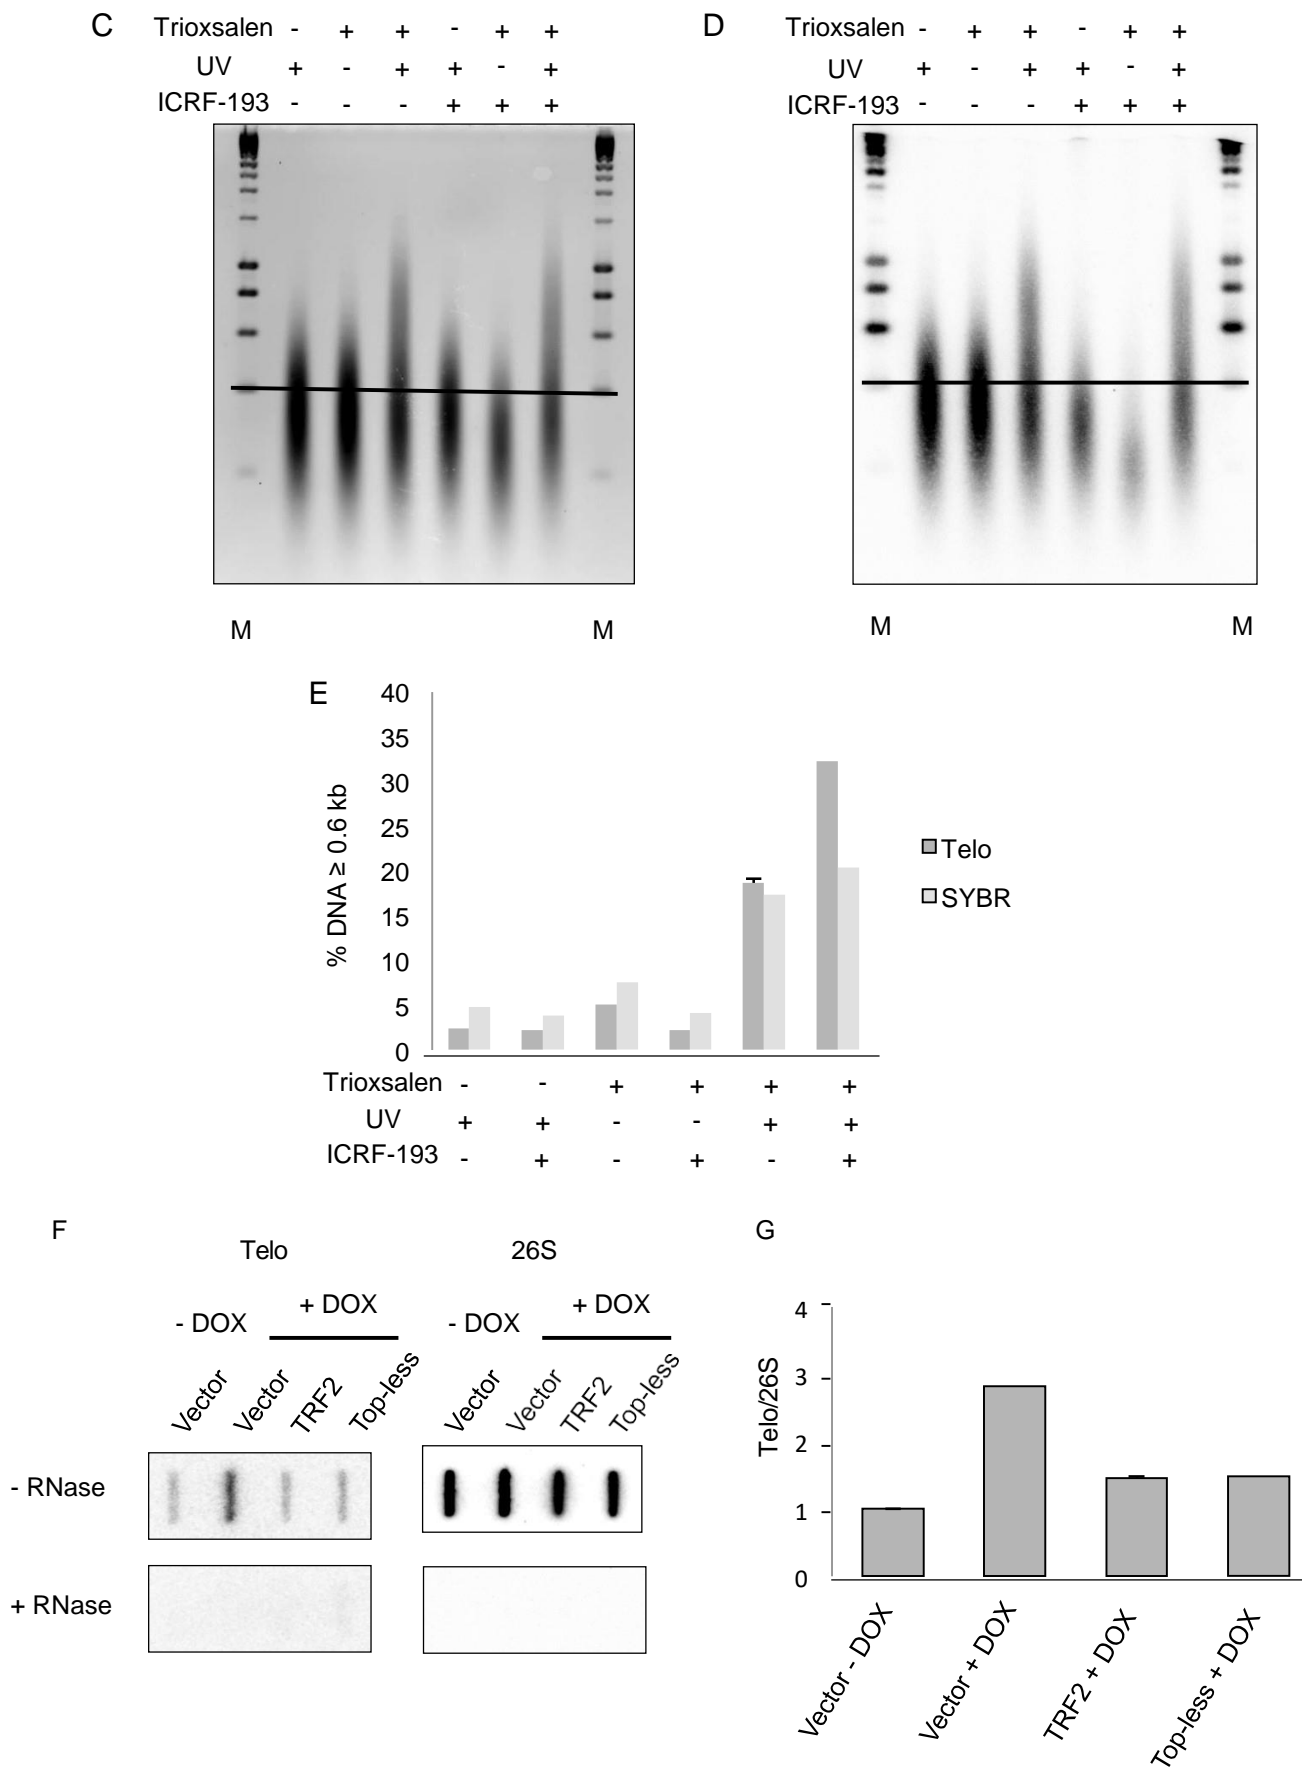 C
Trioxsalen - + + - + +
UV + - + + - +
ICRF-193 - - - + + +
M M
D
Trioxsalen - + + - + +
UV + - + + - +
ICRF-193 - - - + + +
M M
E
% DNA ≥ 0.6 kb
40
35
30
25
20
15
10
5
0
Telo
SYBR
Trioxsalen - - + + + +
UV + + - - + +
ICRF-193 - + - + - +
F
Telo 26S
- DOX + DOX - DOX + DOX
Vector Vector TRF2 Top-less Vector Vector TRF2 Top-less
- RNase
+ RNase
G
Telo/26S
4
3
2
1
0
Vector - DOX
Vector + DOX
TRF2 + DOX
Top-less + DOX